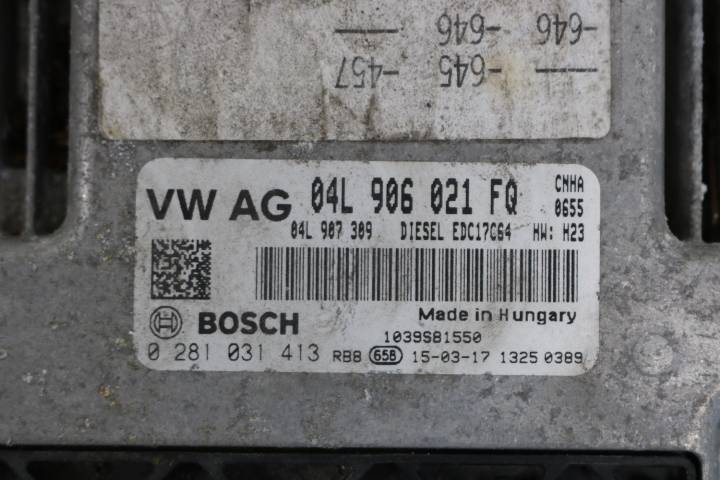 -646 -646 ——
—— -645 -457
VW AG 04L 906 021 FQ CNHA
0655
04L 907 309 DIESEL EDC17C64 HW: H23
BOSCH Made in Hungary
1039S81550
0 281 031 413 RBB 65B 15-03-17 1325 0389